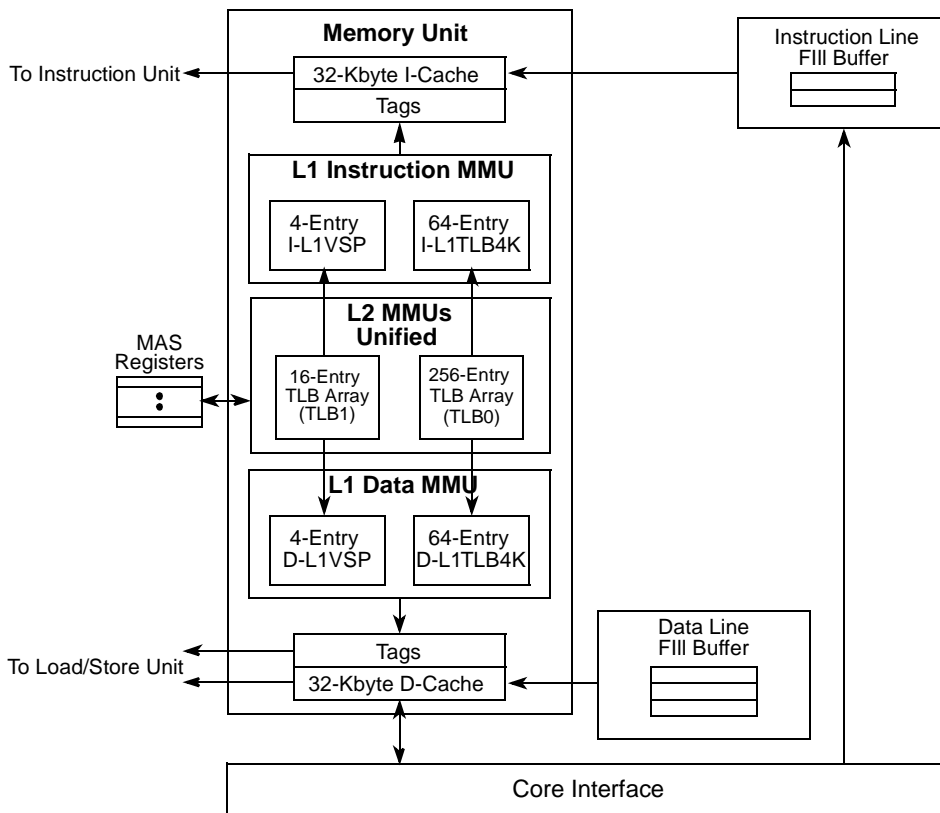 Memory Unit
Instruction Line
FIll Buffer
To Instruction Unit
32-Kbyte I-Cache
Tags
L1 Instruction MMU
4-Entry
I-L1VSP
64-Entry
I-L1TLB4K
L2 MMUs
Unified
MAS
Registers
16-Entry
TLB Array
(TLB1)
256-Entry
TLB Array
(TLB0)
L1 Data MMU
4-Entry
D-L1VSP
64-Entry
D-L1TLB4K
To Load/Store Unit
Tags
32-Kbyte D-Cache
Data Line
FIll Buffer
Core Interface